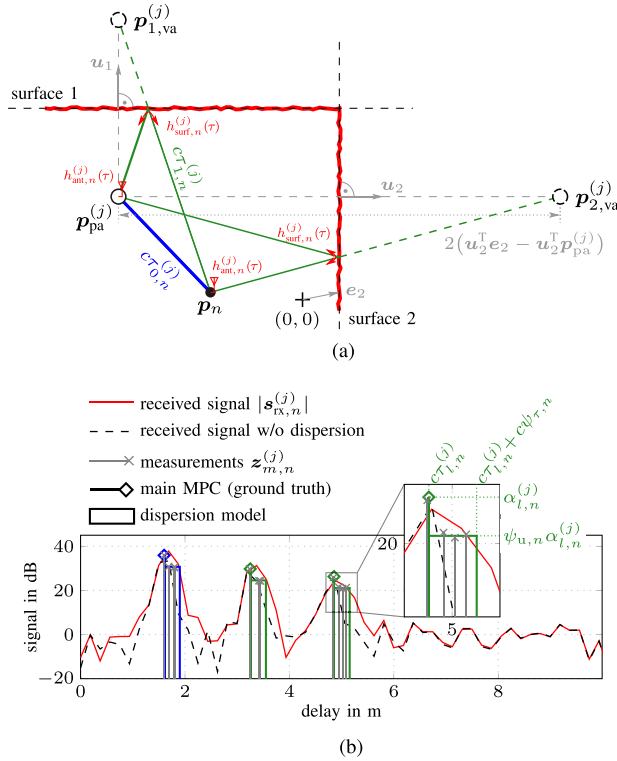 p_{1,va}^{(j)}
u_1
surface 1
h_{surf,n}^{(j)}(τ)
cτ_{1,n}^{(j)}
h_{ant,n}^{(j)}(τ)
u_2
p_{2,va}^{(j)}
p_{pa}^{(j)}
h_{surf,n}^{(j)}(τ)
2(u_2^T e_2 − u_2^T p_{pa}^{(j)})
cτ_{0,n}^{(j)}
h_{ant,n}^{(j)}(τ)
e_2
p_n
(0, 0)
surface 2
(a)
received signal |s_{rx,n}^{(j)}|
received signal w/o dispersion
measurements z_{m,n}^{(j)}
main MPC (ground truth)
dispersion model
cτ_{l,n}^{(j)}
cτ_{l,n}^{(j)} + cψ_{τ,n}
α_{l,n}^{(j)}
ψ_{u,n} α_{l,n}^{(j)}
20
5
signal in dB
40
20
0
−20
0 2 4 6 8
delay in m
(b)